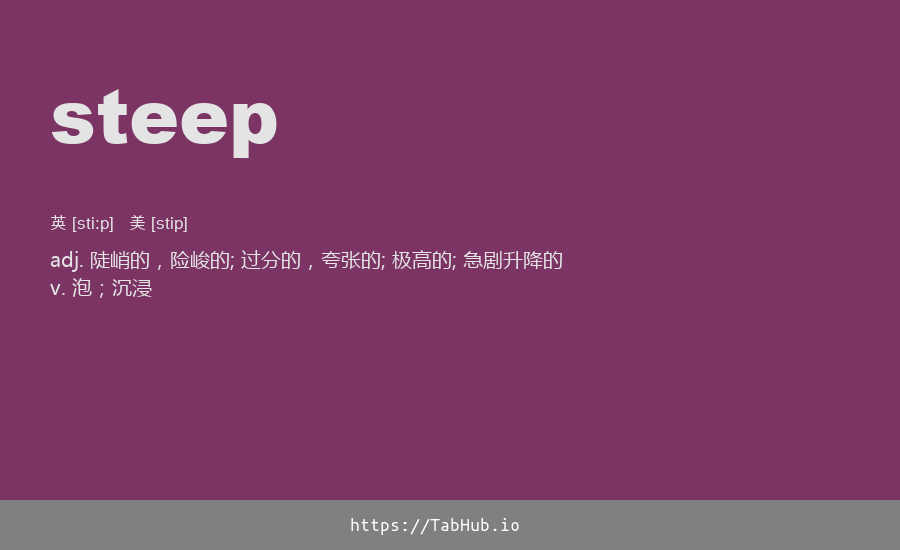 steep
英 [sti:p] 美 [stip]
adj. 陡峭的，险峻的; 过分的，夸张的; 极高的; 急剧升降的
v. 泡；沉浸
https://TabHub.io